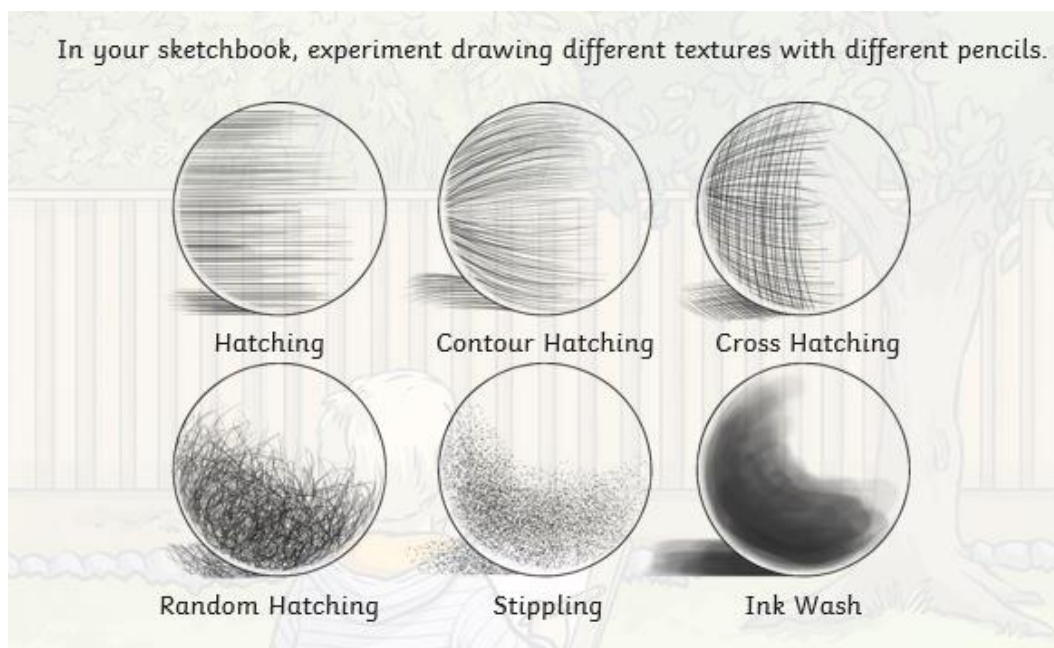 In your sketchbook, experiment drawing different textures with different pencils.
Hatching
Contour Hatching
Cross Hatching
Random Hatching
Stippling
Ink Wash